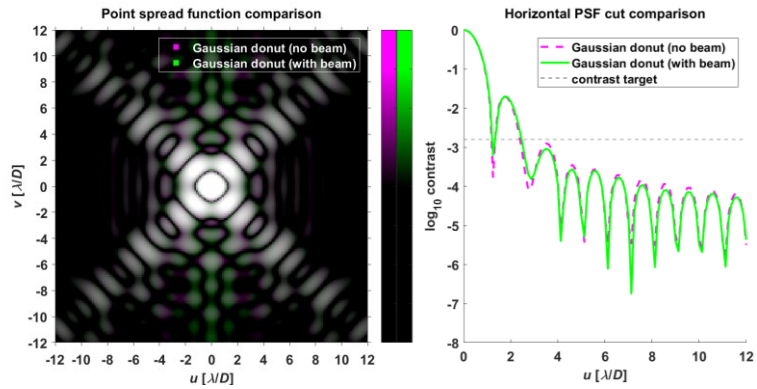 Point spread function comparison
12
10
8
6
4
2
0
-2
-4
-6
-8
-10
-12
v [λ/D]
Gaussian donut (no beam)
Gaussian donut (with beam)
-12 -10 -8 -6 -4 -2 0 2 4 6 8 10 12
u [λ/D]
Horizontal PSF cut comparison
0
-1
-2
-3
-4
-5
-6
-7
-8
log10 contrast
Gaussian donut (no beam)
Gaussian donut (with beam)
contrast target
0 2 4 6 8 10 12
u [λ/D]